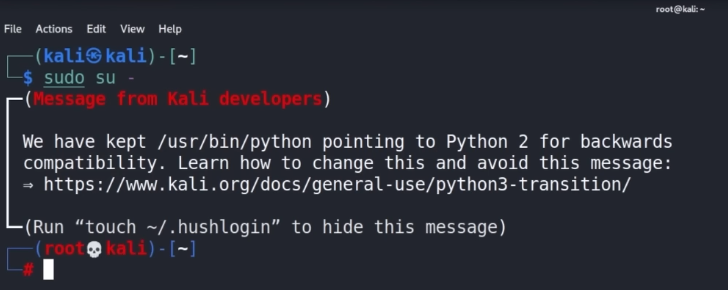 root@kali: ~
File Actions Edit View Help
(kali㉿kali)-[~]
$ sudo su -
(Message from Kali developers)
We have kept /usr/bin/python pointing to Python 2 for backwards
compatibility. Learn how to change this and avoid this message:
⇒ https://www.kali.org/docs/general-use/python3-transition/
(Run “touch ~/.hushlogin” to hide this message)
(root💀kali)-[~]
#